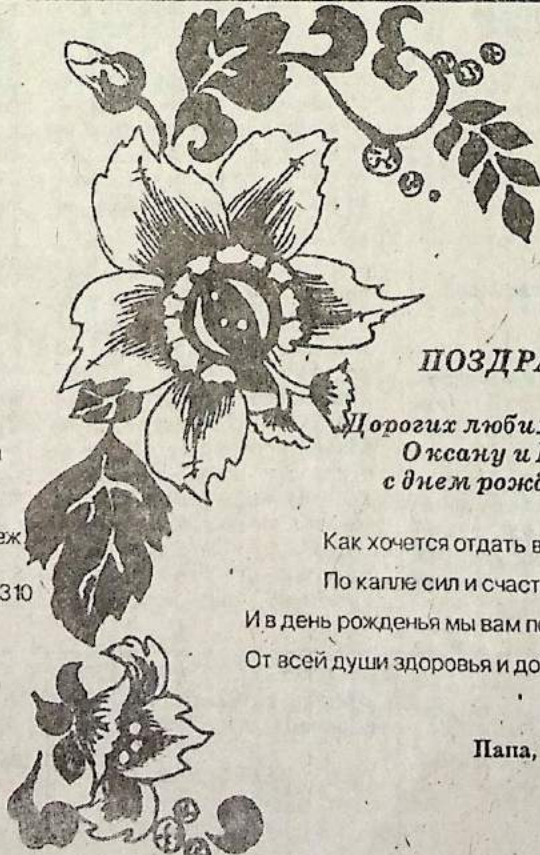 ПОЗДРА
Дорогих люби
Оксану и
с днем рожд
Как хочется отдать в
По капле сил и счаст
И в день рожденья мы вам п
От всей души здоровья и до
Папа,
еж
310